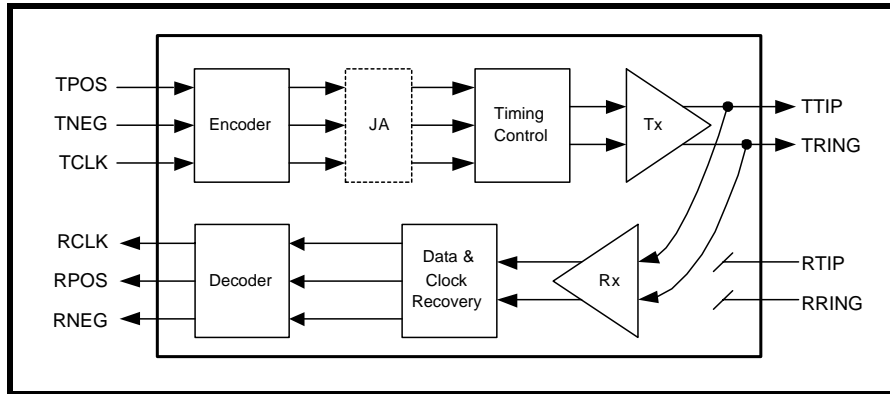 TPOS
TNEG
TCLK
Encoder
JA
Timing
Control
Tx
TTIP
TRING
RCLK
RPOS
RNEG
Decoder
Data &
Clock
Recovery
Rx
RTIP
RRING